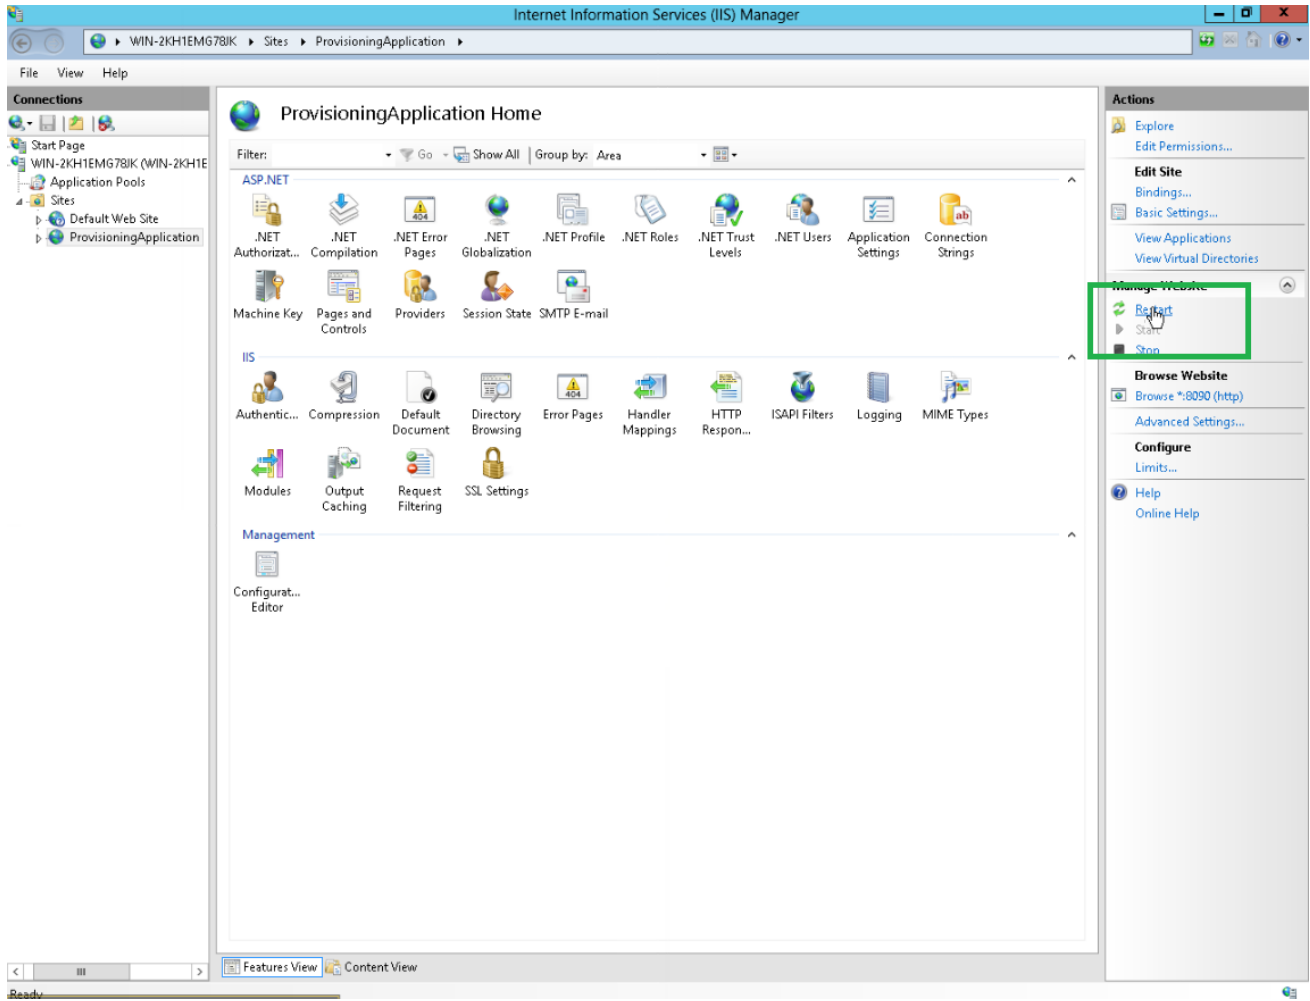 Internet Information Services (IIS) Manager
WIN-2KH1EMG78JK Sites ProvisioningApplication
File View Help
Connections
Start Page
WIN-2KH1EMG78JK (WIN-2KH1E
Application Pools
Sites
Default Web Site
ProvisioningApplication
ProvisioningApplication Home
Filter: Go Show All Group by: Area
ASP.NET
.NET Authorizat...
.NET Compilation
.NET Error Pages
.NET Globalization
.NET Profile
.NET Roles
.NET Trust Levels
.NET Users
Application Settings
Connection Strings
404
ab
Machine Key
Pages and Controls
Providers
Session State
SMTP E-mail
IIS
Authentic...
Compression
Default Document
Directory Browsing
Error Pages
Handler Mappings
HTTP Respon...
ISAPI Filters
Logging
MIME Types
404
Modules
Output Caching
Request Filtering
SSL Settings
Management
Configurat... Editor
Features View Content View
Actions
Explore
Edit Permissions...
Edit Site
Bindings...
Basic Settings...
View Applications
View Virtual Directories
Manage Website
Restart
Start
Stop
Browse Website
Browse *:8090 (http)
Advanced Settings...
Configure
Limits...
Help
Online Help
Ready